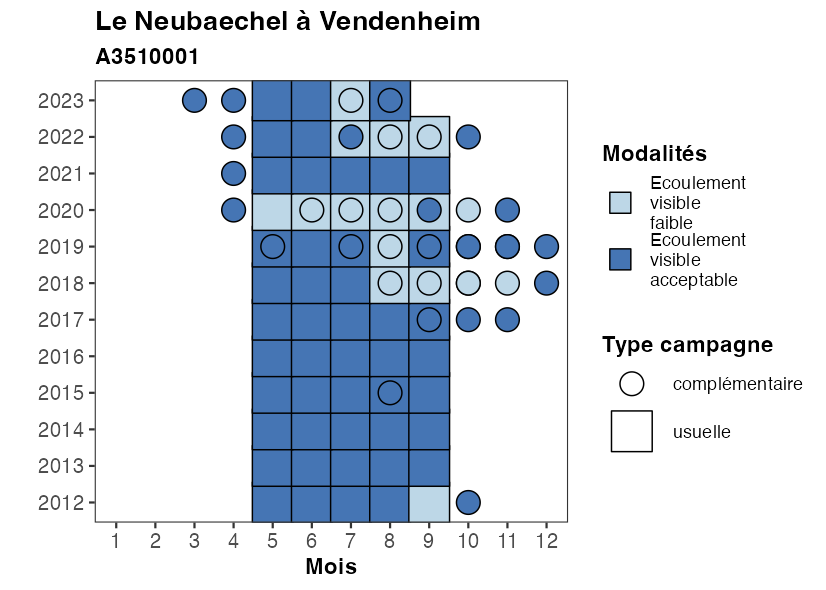 Le Neubaechel à Vendenheim
A3510001
2023
2022
2021
2020
2019
2018
2017
2016
2015
2014
2013
2012
1 2 3 4 5 6 7 8 9 10 11 12
Mois
Modalités
Ecoulement
visible
faible
Ecoulement
visible
acceptable
Type campagne
complémentaire
usuelle